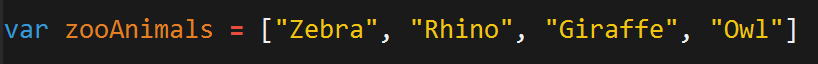 var zooAnimals = ["Zebra", "Rhino", "Giraffe", "Owl"]